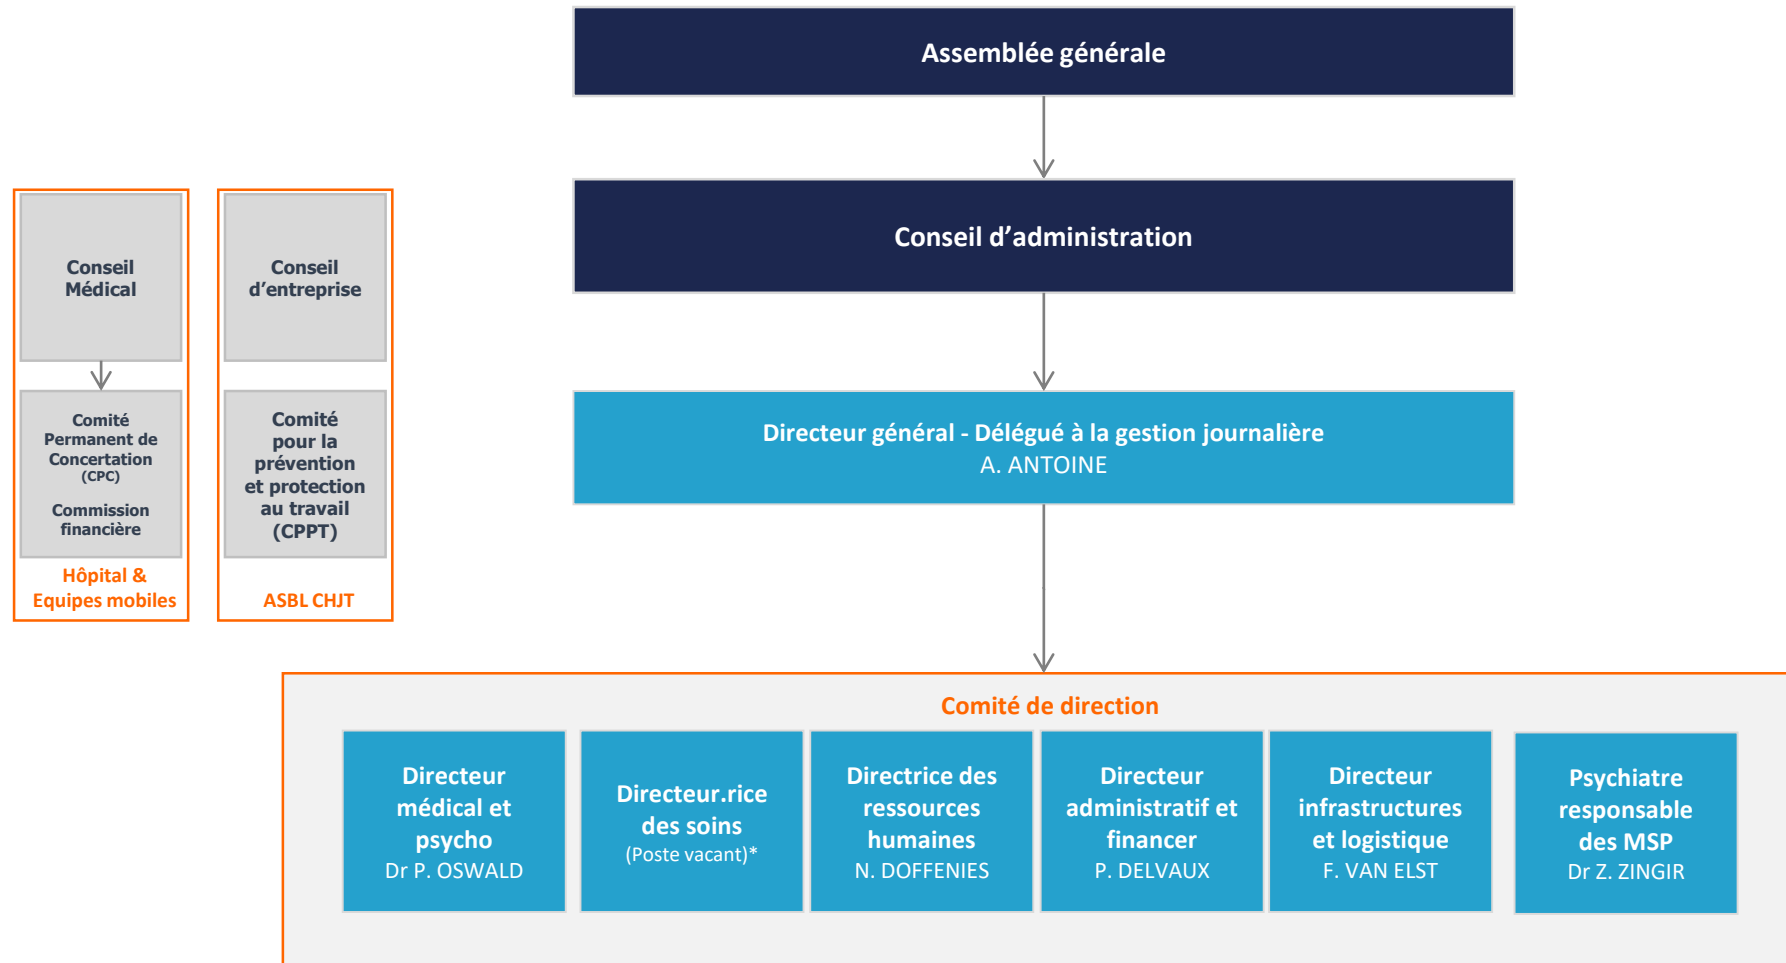 Assemblée générale
Conseil d’administration
Directeur général - Délégué à la gestion journalière
A. ANTOINE
Conseil
Médical
Comité
Permanent de
Concertation
(CPC)
Commission
financière
Hôpital &
Equipes mobiles
Conseil
d’entreprise
Comité
pour la
prévention
et protection
au travail
(CPPT)
ASBL CHJT
Comité de direction
Directeur
médical et
psycho
Dr P. OSWALD
Directeur.rice
des soins
(Poste vacant)*
Directrice des
ressources
humaines
N. DOFFENIES
Directeur
administratif et
financer
P. DELVAUX
Directeur
infrastructures
et logistique
F. VAN ELST
Psychiatre
responsable
des MSP
Dr Z. ZINGIR